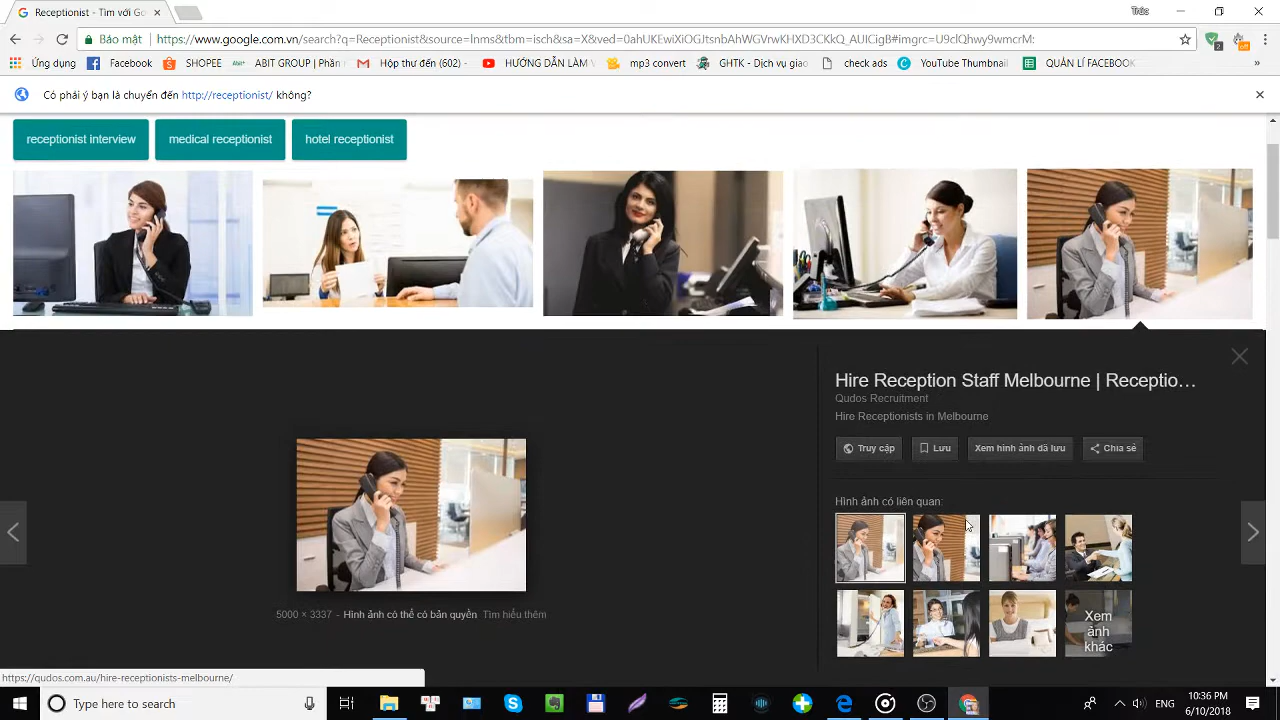 Receptionist - Tìm với Go
Trúc
Bảo mật
https://www.google.com.vn/search?q=Receptionist&source=lnms&tbm=isch&sa=X&ved=
Ứng dụng
Facebook
SHOPEE
ABIT GROUP | Phần
Hộp thư đến (602) -
HƯỚNG DẪN LÀM
mp3 convert
GHTK - Dịch vụ giao
check ads
YouTube Thumbnail
QUẢN LÍ FACEBOOK
Có phải ý bạn là chuyển đến http://receptionist/ không?
receptionist interview
medical receptionist
hotel receptionist
Hire Reception Staff Melbourne | Receptio…
Qudos Recruitment
Hire Receptionists in Melbourne
Truy cập
Lưu
Xem hình ảnh đã lưu
Chia sẻ
Hình ảnh có liên quan:
Xem
ảnh
khác
5000 × 3337 - Hình ảnh có thể có bản quyền Tìm hiểu thêm
https://qudos.com.au/hire-receptionists-melbourne/
Type here to search
ENG
10:36 PM
6/10/2018